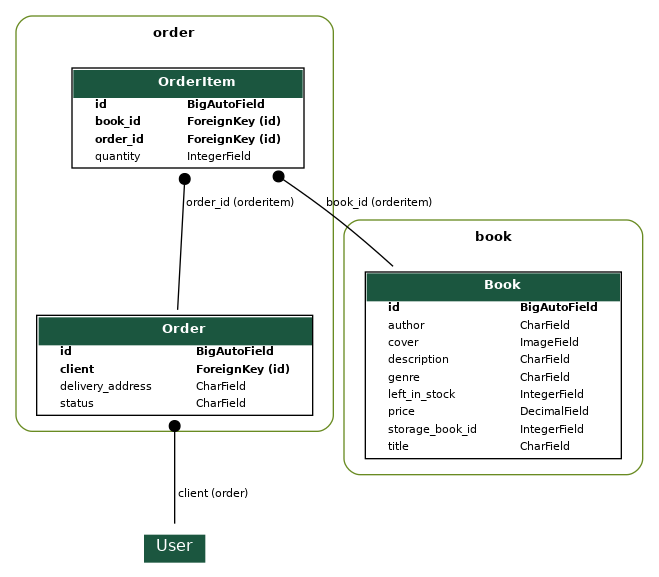 order
OrderItem
id BigAutoField
book_id ForeignKey (id)
order_id ForeignKey (id)
quantity IntegerField
order_id (orderitem)
book_id (orderitem)
book
Book
id BigAutoField
author CharField
cover ImageField
description CharField
genre CharField
left_in_stock IntegerField
price DecimalField
storage_book_id IntegerField
title CharField
Order
id BigAutoField
client ForeignKey (id)
delivery_address CharField
status CharField
client (order)
User